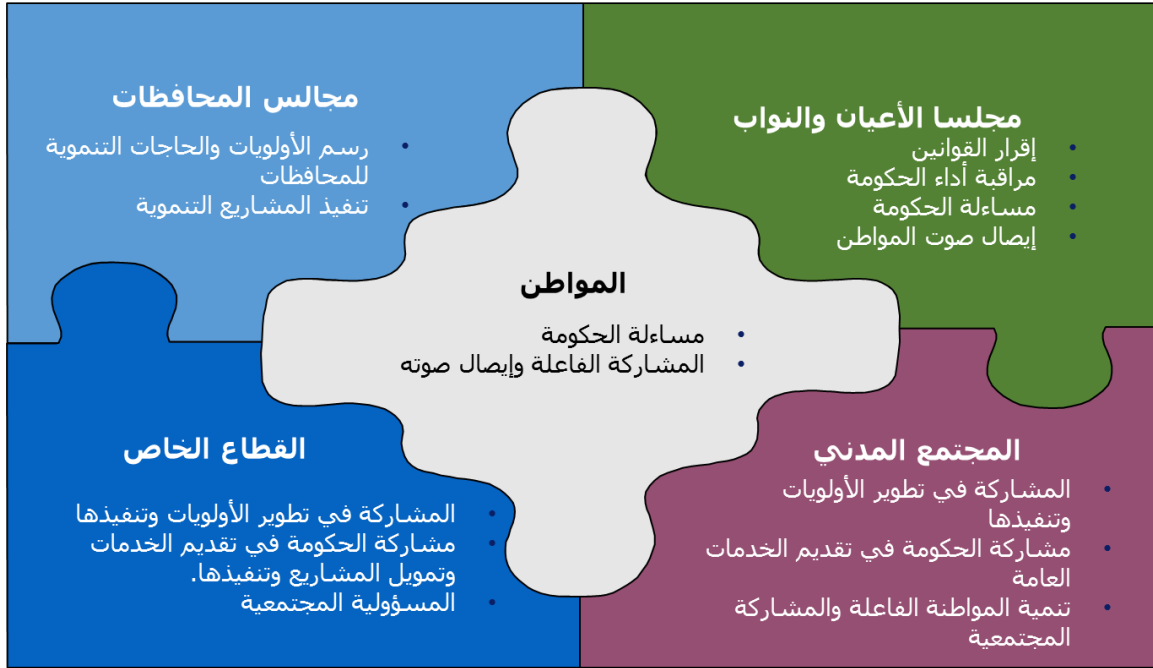 مجلسا الأعيان والنواب
إقرار القوانين
مراقبة أداء الحكومة
مساءلة الحكومة
إيصال صوت المواطن
مجالس المحافظات
رسم الأولويات والحاجات التنموية
للمحافظات
تنفيذ المشاريع التنموية
المواطن
مساءلة الحكومة
المشاركة الفاعلة وإيصال صوته
المجتمع المدني
المشاركة في تطوير الأولويات
وتنفيذها
مشاركة الحكومة في تقديم الخدمات
العامة
تنمية المواطنة الفاعلة والمشاركة
المجتمعية
القطاع الخاص
المشاركة في تطوير الأولويات وتنفيذها
مشاركة الحكومة في تقديم الخدمات
وتمويل المشاريع وتنفيذها.
المسؤولية المجتمعية